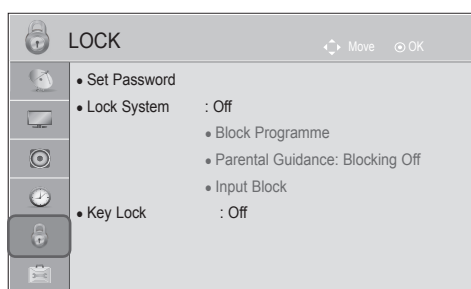 LOCK Move OK
• Set Password
• Lock System : Off
• Block Programme
• Parental Guidance: Blocking Off
• Input Block
• Key Lock : Off